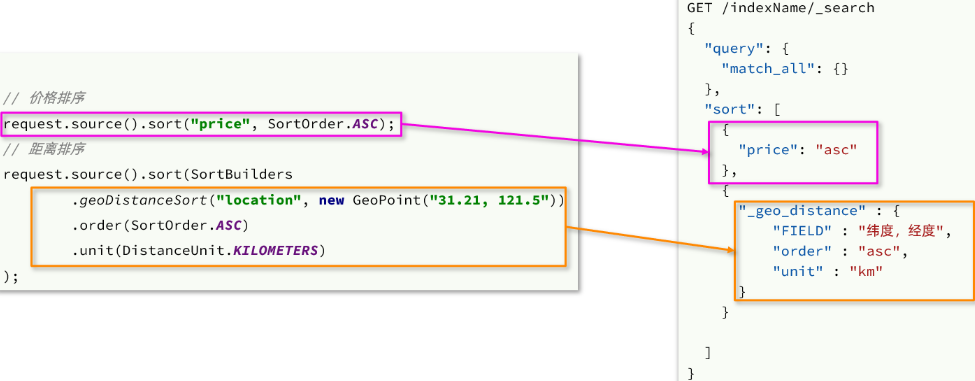 // 价格排序
request.source().sort("price", SortOrder.ASC);
// 距离排序
request.source().sort(SortBuilders
.geoDistanceSort("location", new GeoPoint("31.21, 121.5"))
.order(SortOrder.ASC)
.unit(DistanceUnit.KILOMETERS)
);
GET /indexName/_search
{
"query": {
"match_all": {}
},
"sort": [
{
"price": "asc"
},
{
"_geo_distance" : {
"FIELD" : "纬度，经度",
"order" : "asc",
"unit" : "km"
}
}
]
}